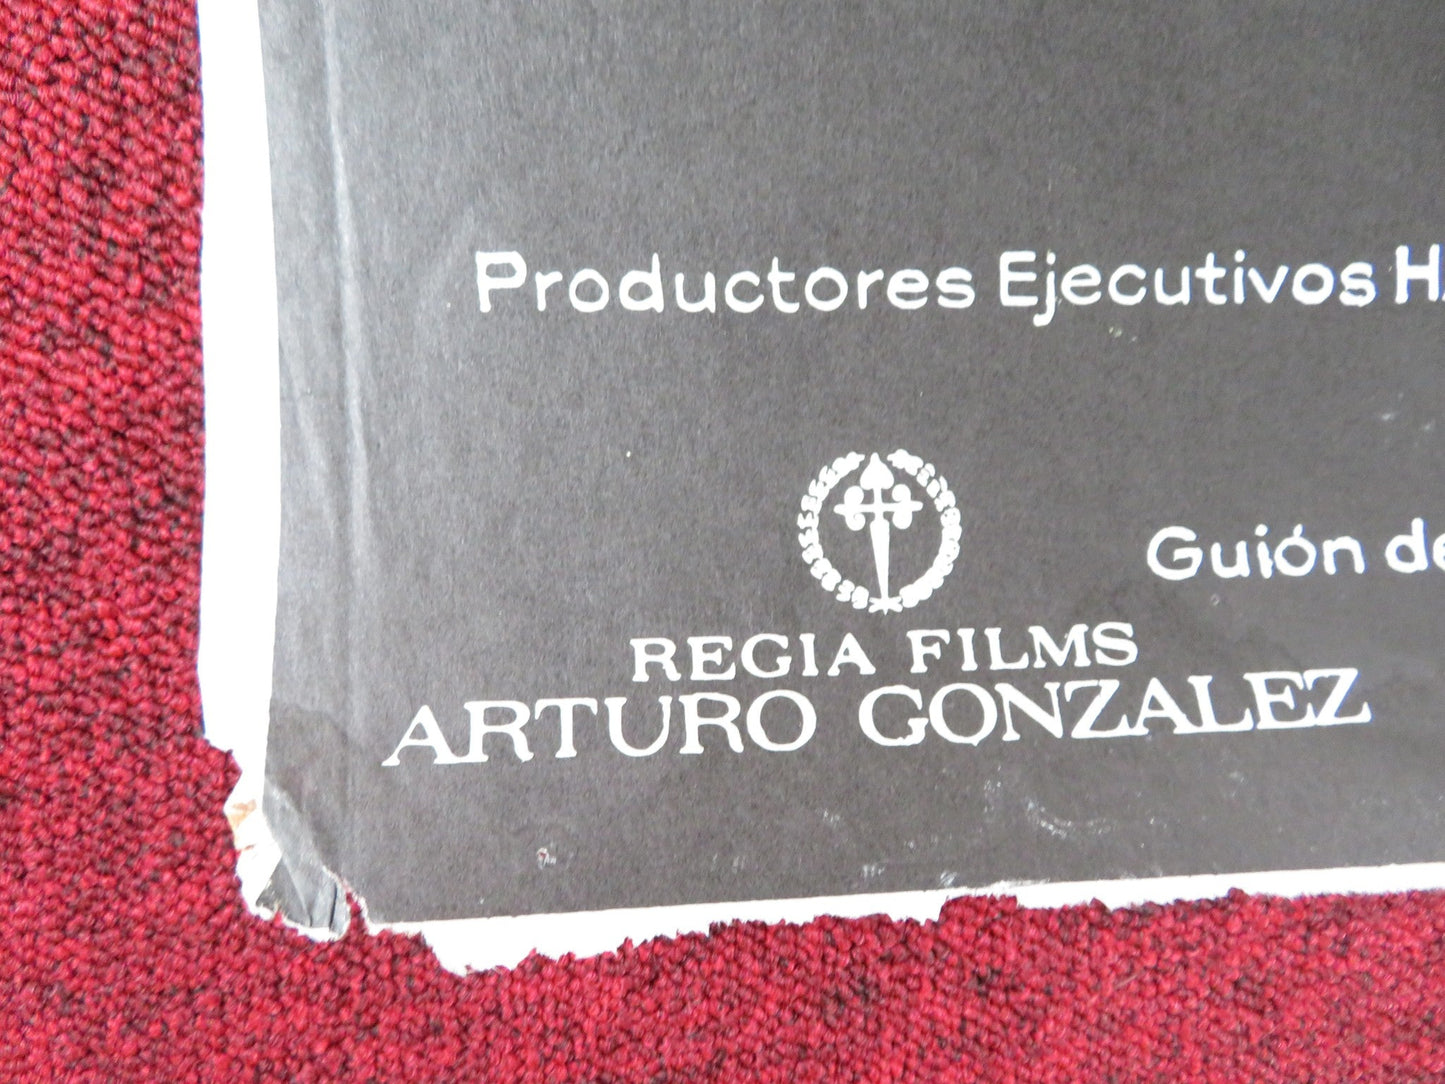 Productores Ejecutivos
Guión de
REGIA FILMS
ARTURO GONZALEZ